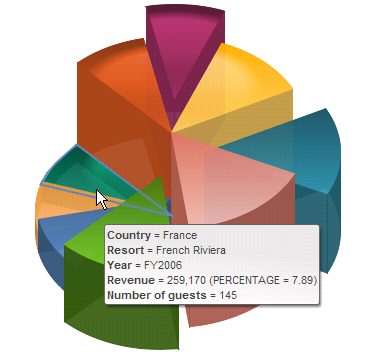 Country = France
Resort = French Riviera
Year = FY2006
Revenue = 259,170 (PERCENTAGE = 7.89)
Number of guests = 145